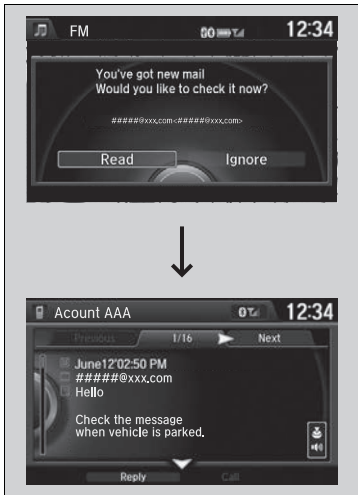 FM
12:34
You've got new mail
Would you like to check it now?
#####@xxx.com<#####@xxx.com>
Read Ignore
Acount AAA
12:34
Previous 1/16 Next
June12'02:50 PM
#####@xxx.com
Hello
Check the message
when vehicle is parked.
Reply Call